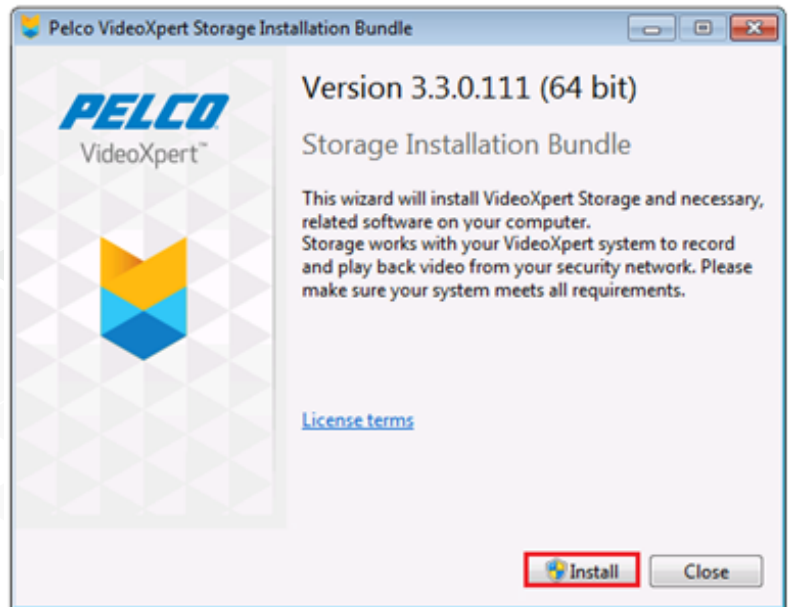 Pelco VideoXpert Storage Installation Bundle
PELCO
VideoXpert™
Version 3.3.0.111 (64 bit)
Storage Installation Bundle
This wizard will install VideoXpert Storage and necessary,
related software on your computer.
Storage works with your VideoXpert system to record
and play back video from your security network. Please
make sure your system meets all requirements.
License terms
Install
Close